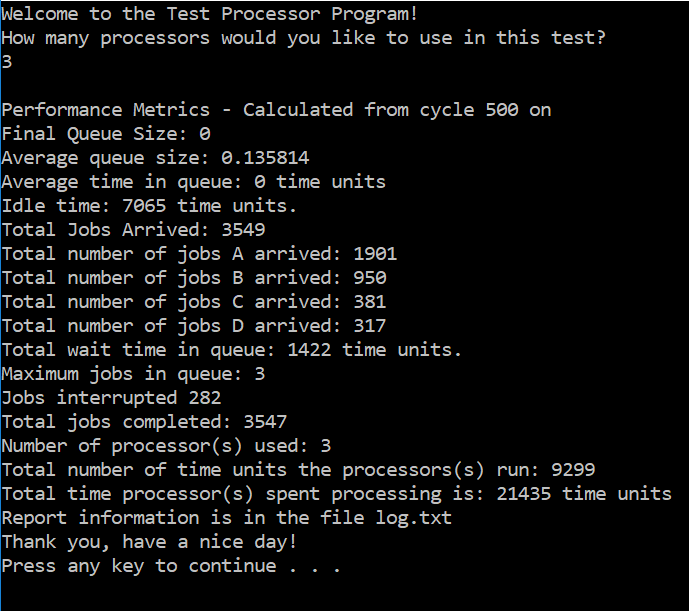 Welcome to the Test Processor Program!
How many processors would you like to use in this test?
3
Performance Metrics - Calculated from cycle 500 on
Final Queue Size: 0
Average queue size: 0.135814
Average time in queue: 0 time units
Idle time: 7065 time units.
Total Jobs Arrived: 3549
Total number of jobs A arrived: 1901
Total number of jobs B arrived: 950
Total number of jobs C arrived: 381
Total number of jobs D arrived: 317
Total wait time in queue: 1422 time units.
Maximum jobs in queue: 3
Jobs interrupted 282
Total jobs completed: 3547
Number of processor(s) used: 3
Total number of time units the processors(s) run: 9299
Total time processor(s) spent processing is: 21435 time units
Report information is in the file log.txt
Thank you, have a nice day!
Press any key to continue . . .